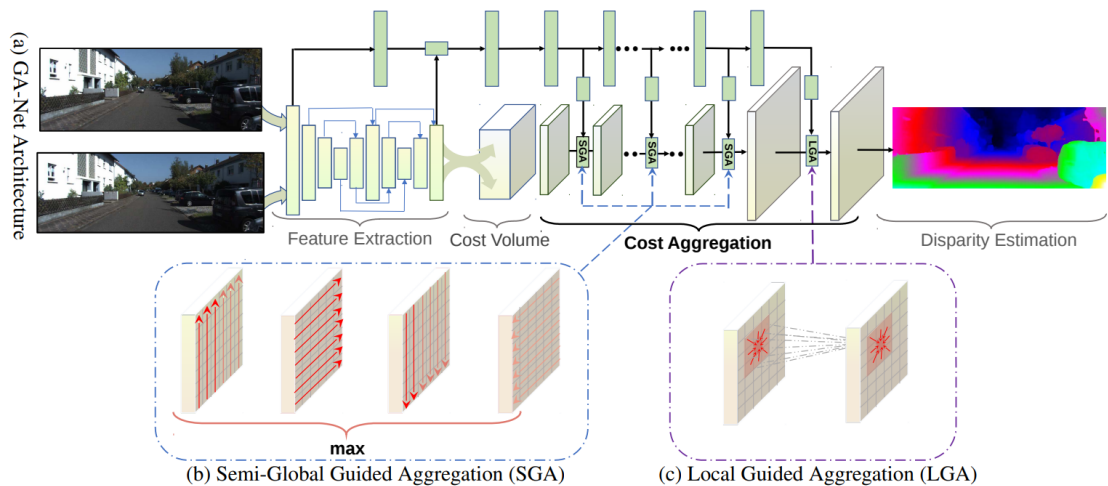 (a) GA-Net Architecture
SGA
SGA
SGA
LGA
Feature Extraction
Cost Volume
Cost Aggregation
Disparity Estimation
max
(b) Semi-Global Guided Aggregation (SGA)
(c) Local Guided Aggregation (LGA)